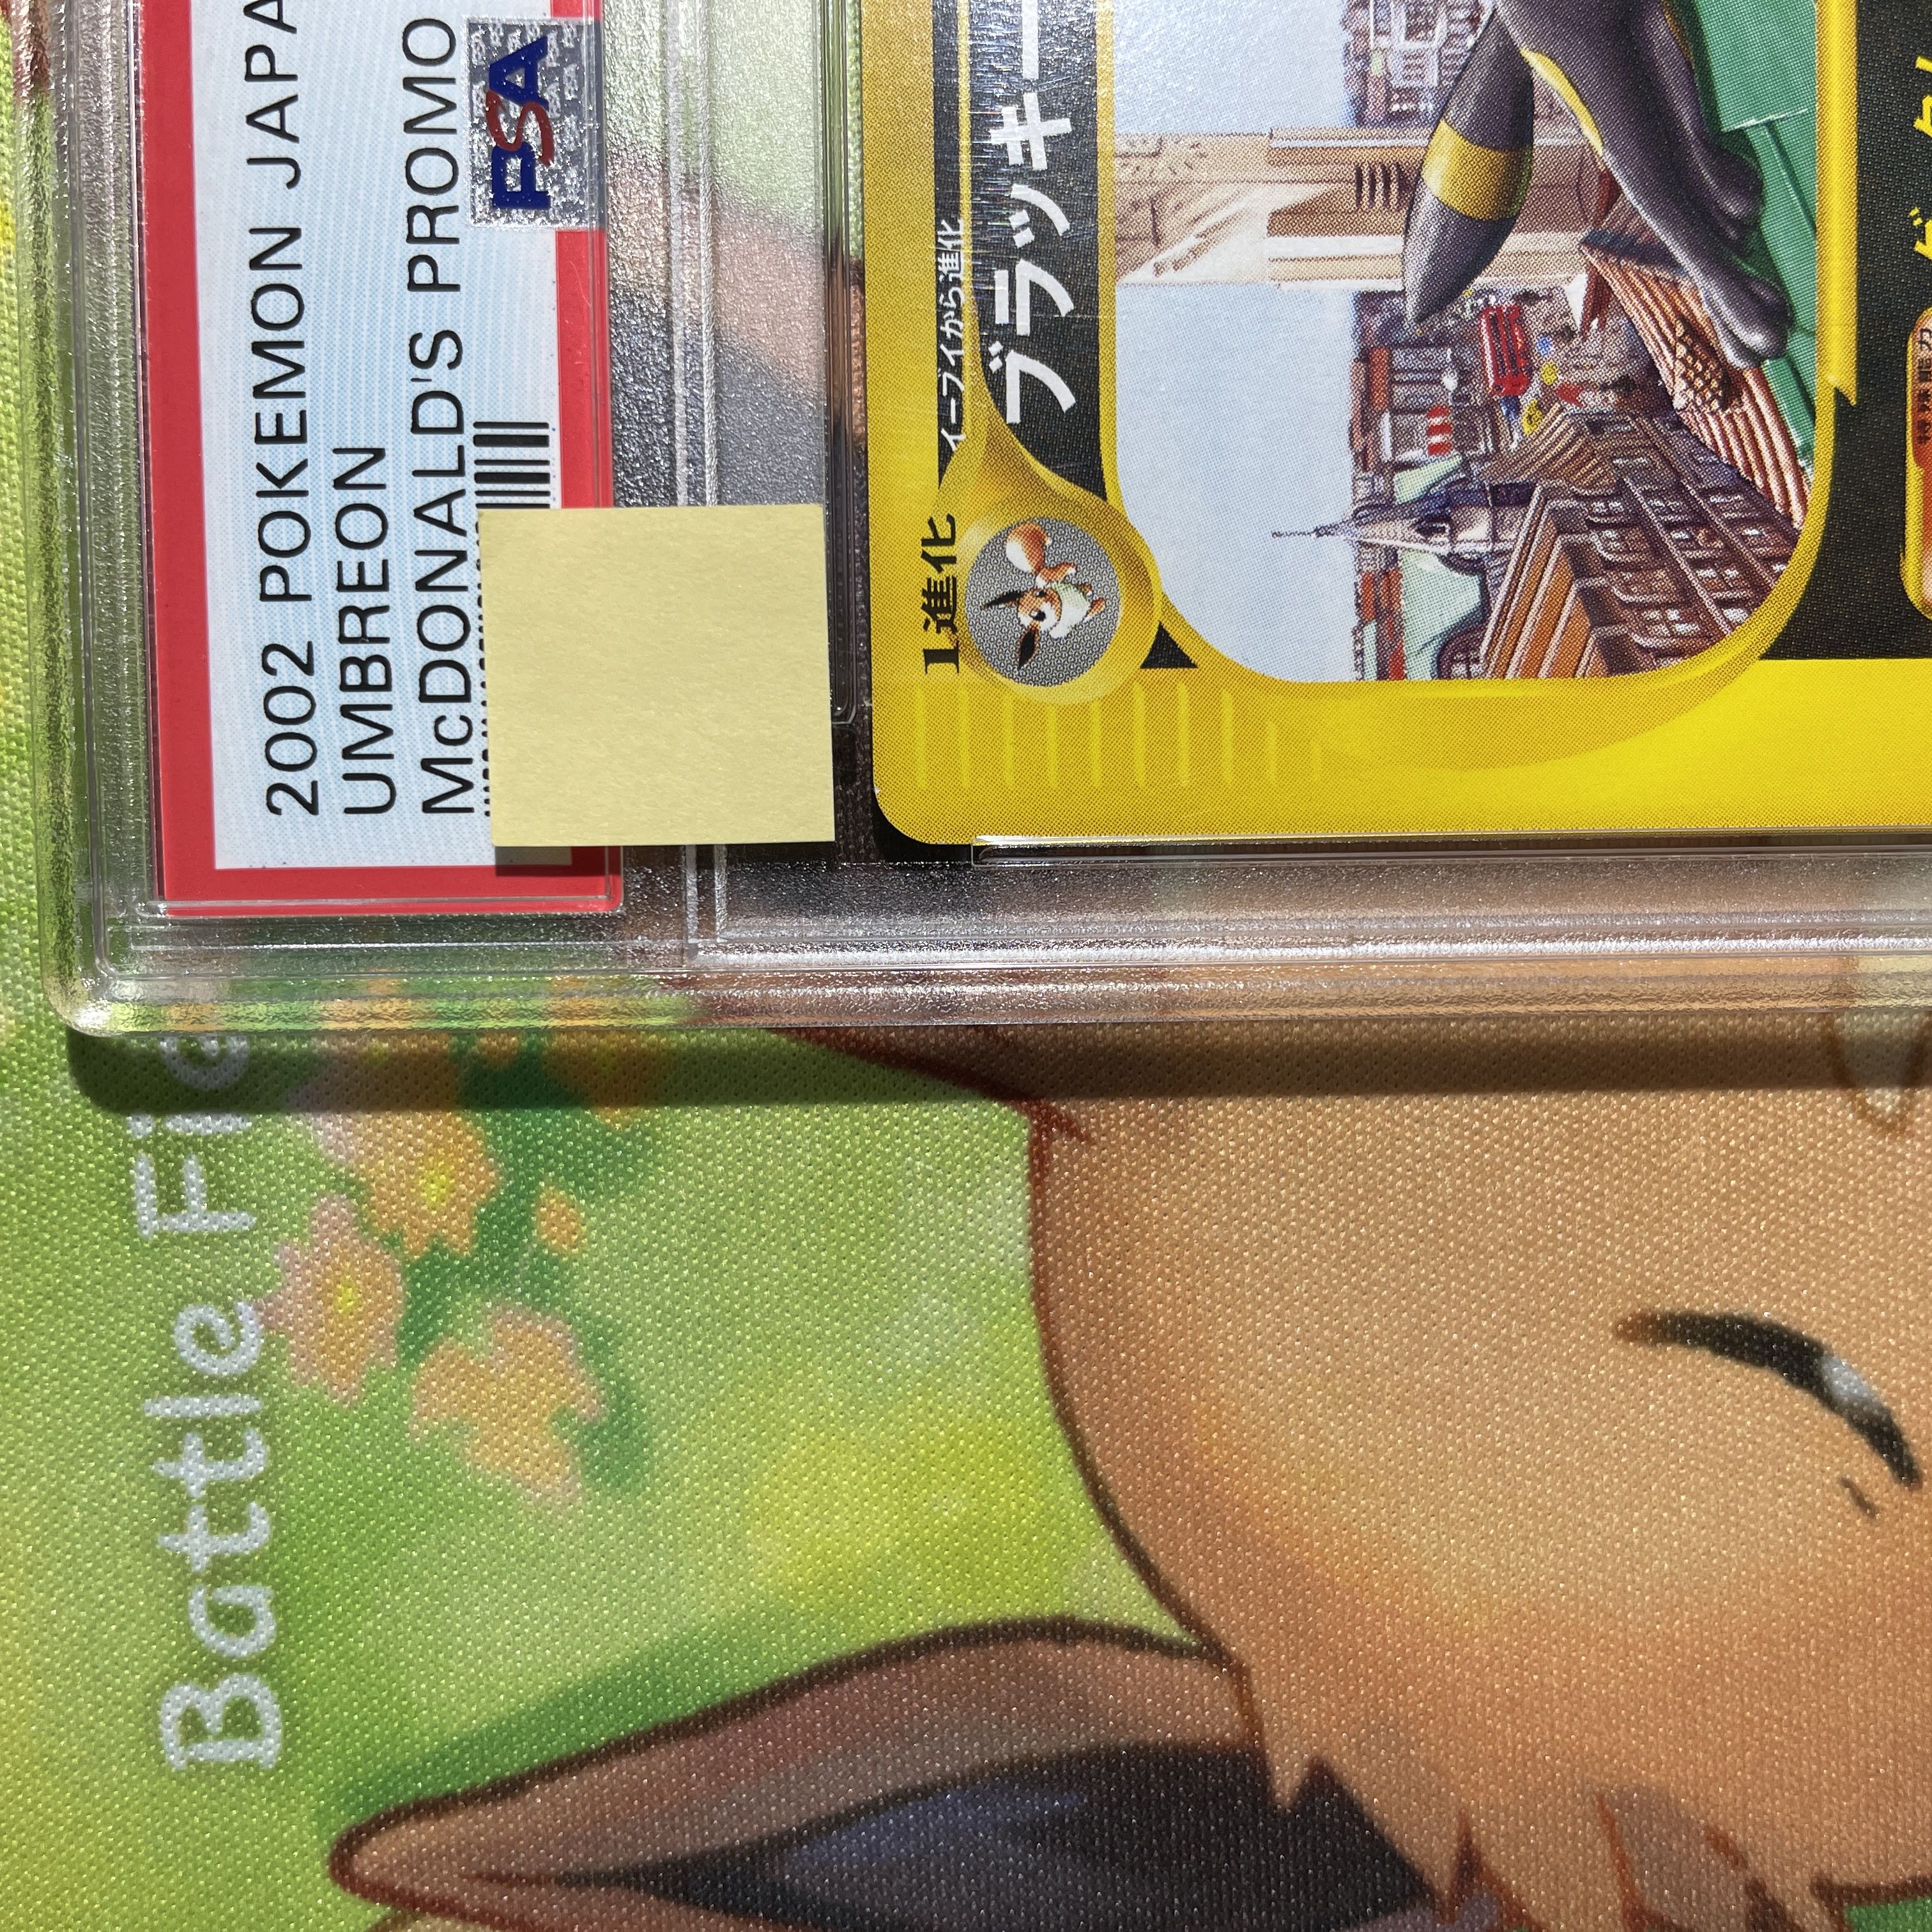 2002 POKEMON JAPA
UMBREON
McDONALD'S PROMO
PSA
1進化
イーブイから進化
ブラッキー
Battle Fie